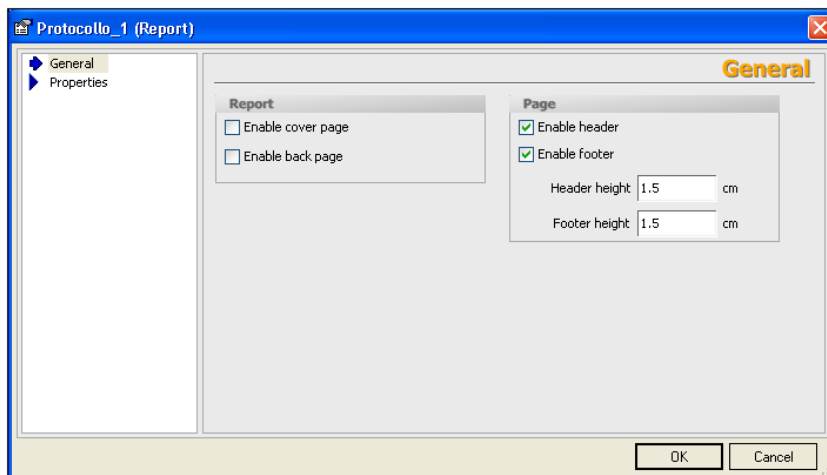 Protocollo_1 (Report)
General
Properties
General
Report
Enable cover page
Enable back page
Page
Enable header
Enable footer
Header height 1.5 cm
Footer height 1.5 cm
OK Cancel